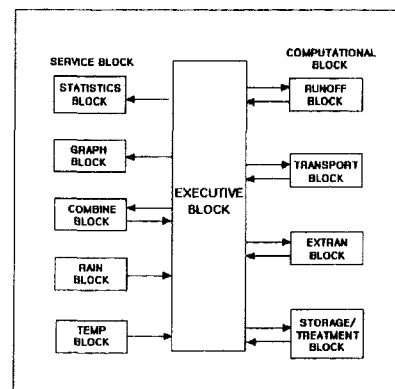 SERVICE BLOCK
STATISTICS
BLOCK
GRAPH
BLOCK
COMBINE
BLOCK
RAIN
BLOCK
TEMP
BLOCK
EXECUTIVE
BLOCK
COMPUTATIONAL
BLOCK
RUNOFF
BLOCK
TRANSPORT
BLOCK
EXTRAN
BLOCK
STORAGE/
TREATMENT
BLOCK